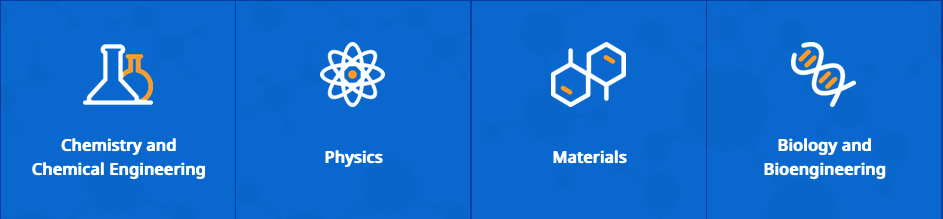 Chemistry and
Chemical Engineering
Physics
Materials
Biology and
Bioengineering